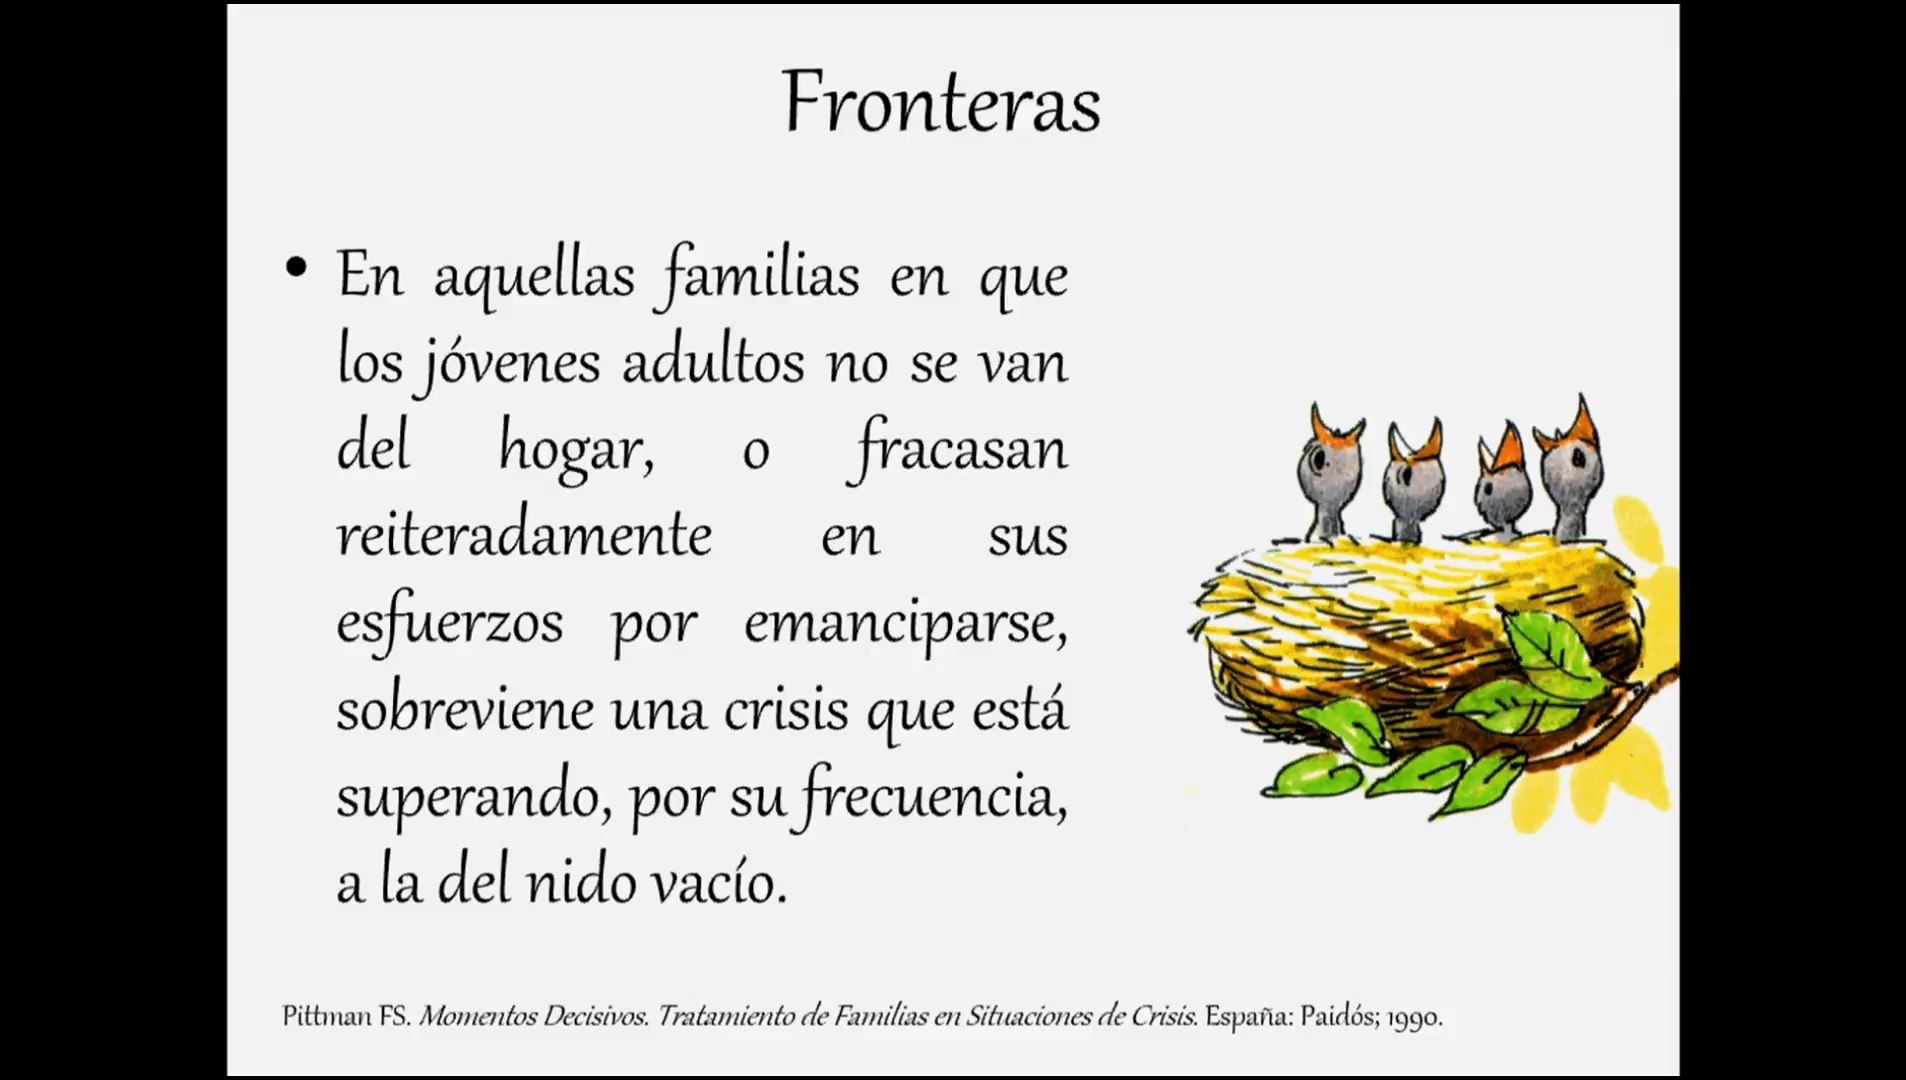 Fronteras
• En aquellas familias en que
los jóvenes adultos no se van
del hogar, o fracasan
reiteradamente en sus
esfuerzos por emanciparse,
sobreviene una crisis que está
superando, por su frecuencia,
a la del nido vacío.
Pittman FS. Momentos Decisivos. Tratamiento de Familias en Situaciones de Crisis. España: Paidós; 1990.